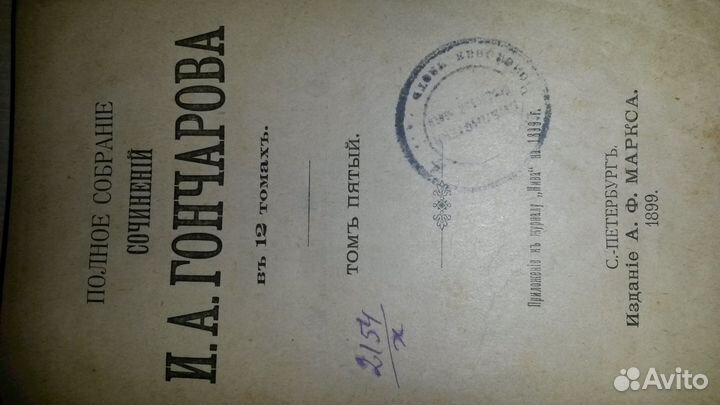 ПОЛНОЕ СОБРАНІЕ
СОЧИНЕНІЙ
И. А. ГОНЧАРОВА
въ 12 томахъ.
ТОМЪ ПЯТЫЙ.
2154
х
Приложеніе къ журналу „Нива" на 1899 г.
С.-ПЕТЕРБУРГЪ.
Изданіе А. Ф. МАРКСА.
1899.
Avito